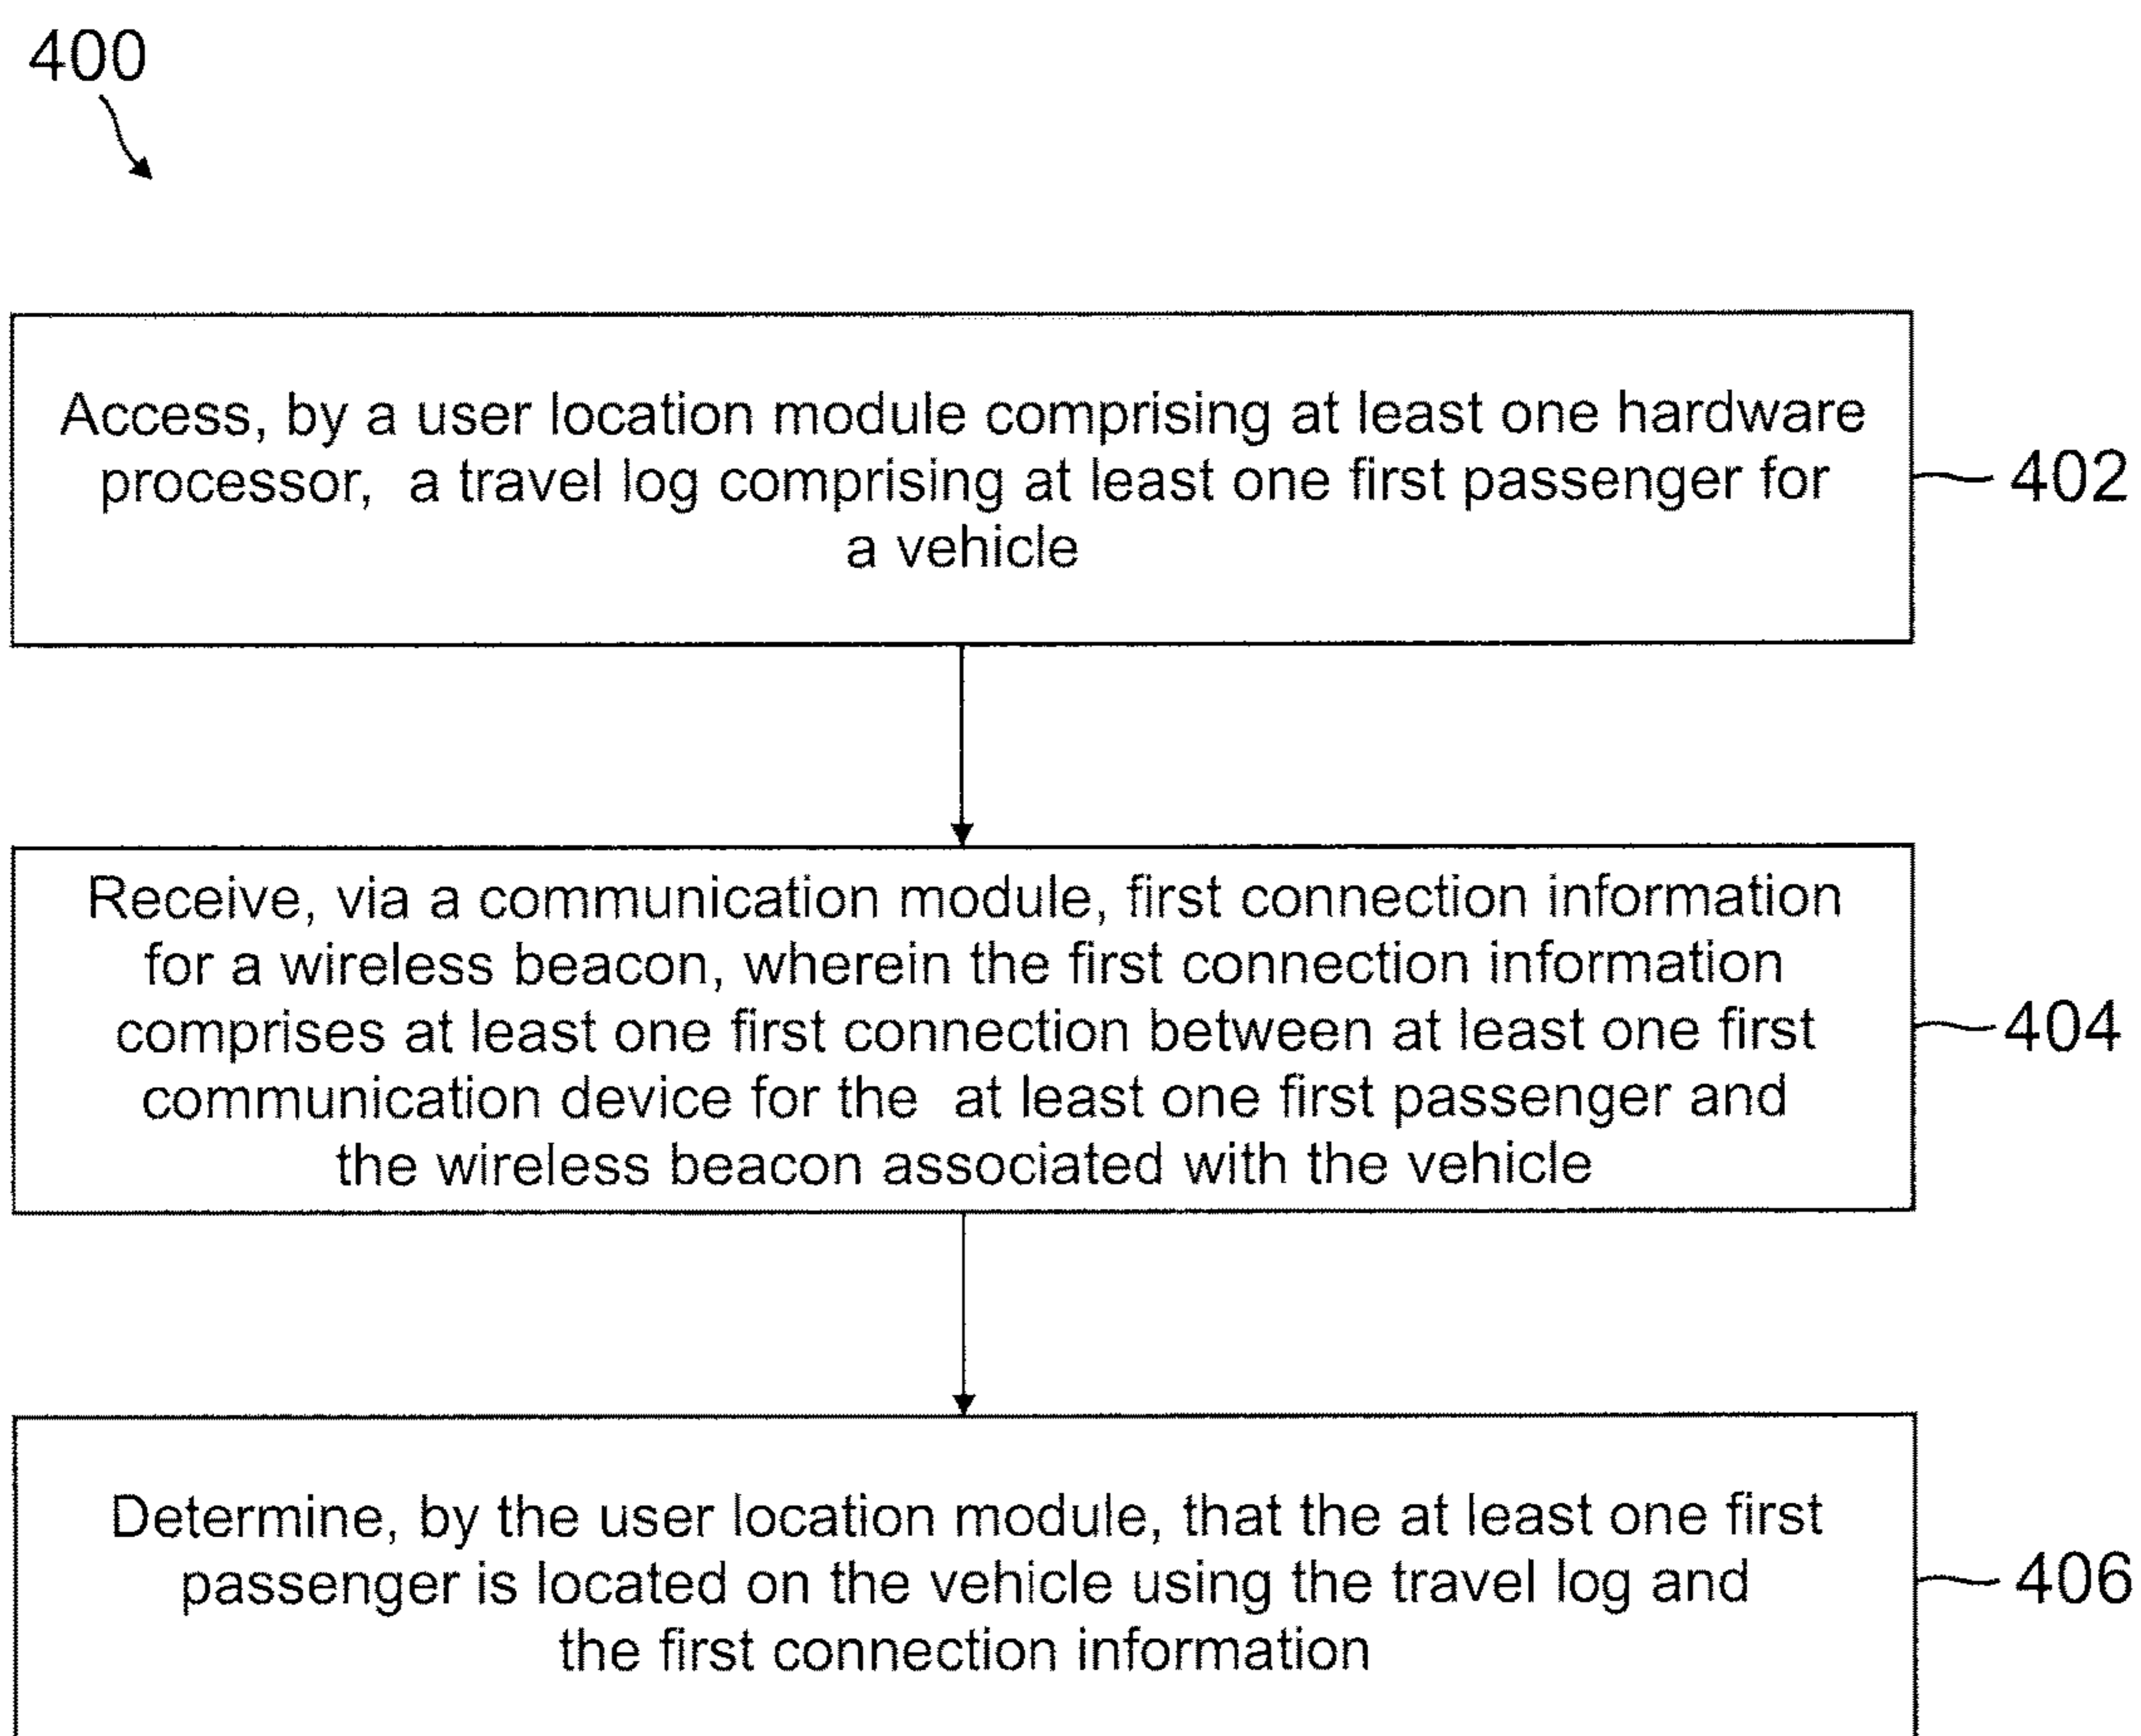 400
Access, by a user location module comprising at least one hardware
processor, a travel log comprising at least one first passenger for
a vehicle
402
Receive, via a communication module, first connection information
for a wireless beacon, wherein the first connection information
comprises at least one first connection between at least one first
communication device for the at least one first passenger and
the wireless beacon associated with the vehicle
404
Determine, by the user location module, that the at least one first
passenger is located on the vehicle using the travel log and
the first connection information
406